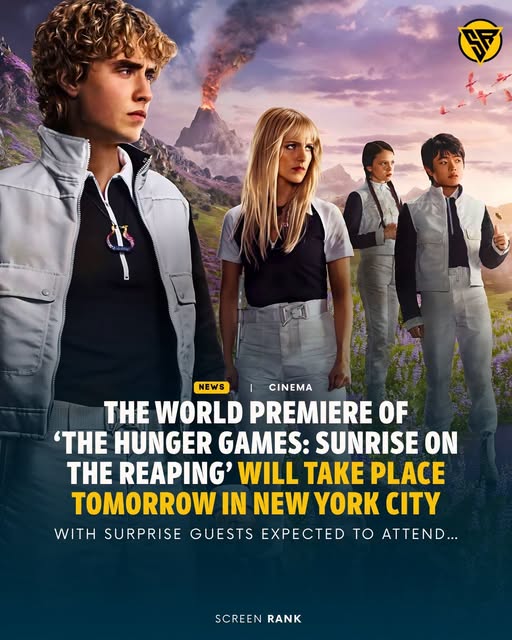 SR
NEWS | CINEMA
THE WORLD PREMIERE OF
‘THE HUNGER GAMES: SUNRISE ON
THE REAPING’ WILL TAKE PLACE
TOMORROW IN NEW YORK CITY
WITH SURPRISE GUESTS EXPECTED TO ATTEND...
SCREEN RANK